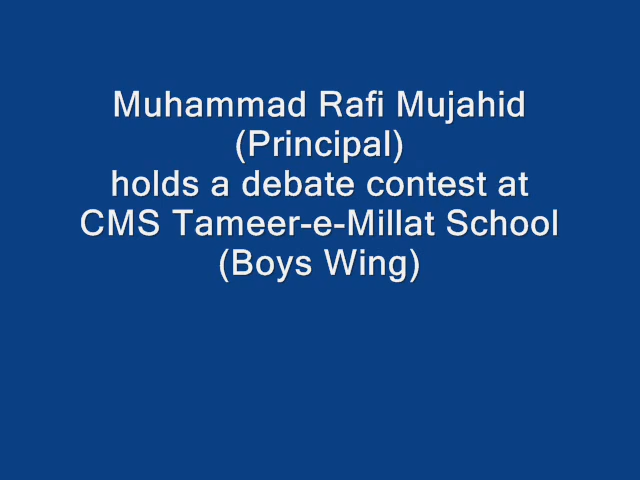 Muhammad Rafi Mujahid
(Principal)
holds a debate contest at
CMS Tameer-e-Millat School
(Boys Wing)